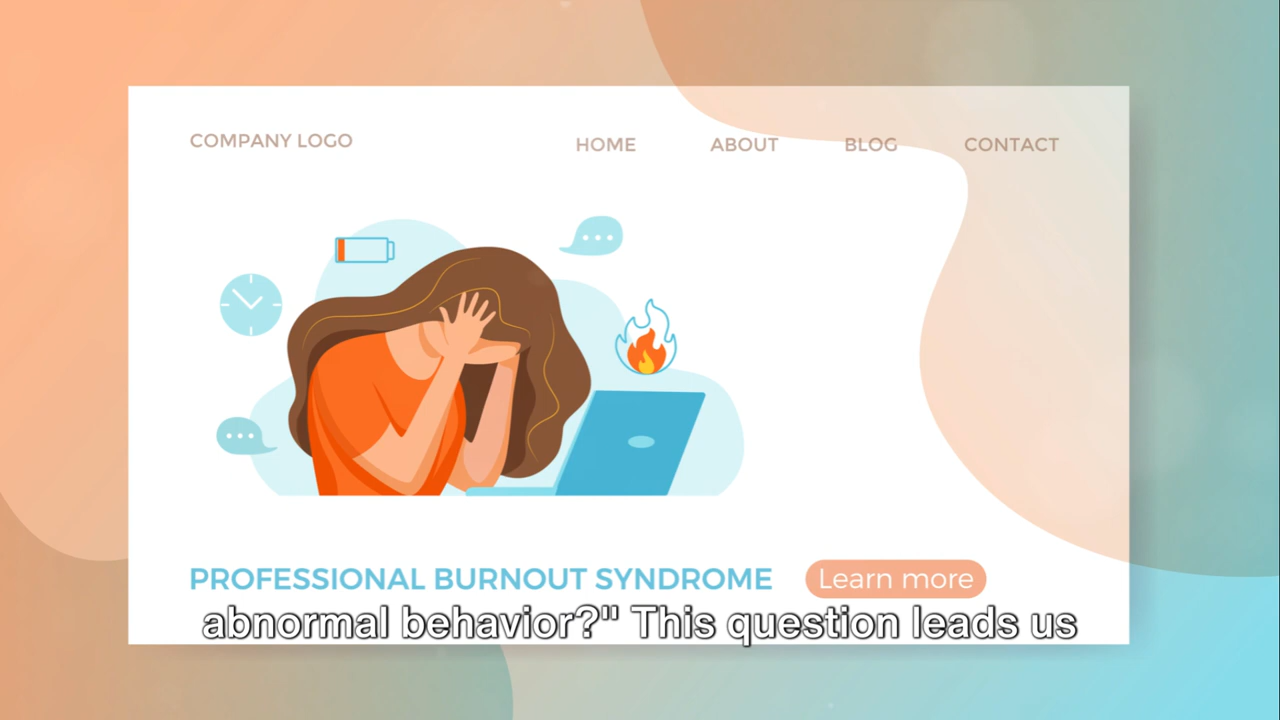 COMPANY LOGO
HOME ABOUT BLOG CONTACT
PROFESSIONAL BURNOUT SYNDROME Learn more
abnormal behavior?" This question leads us